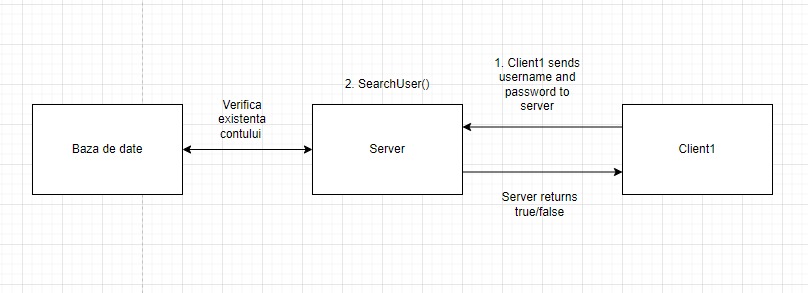 1. Client1 sends
username and
password to
server
2. SearchUser()
Verifica
existenta
contului
Baza de date
Server
Client1
Server returns
true/false